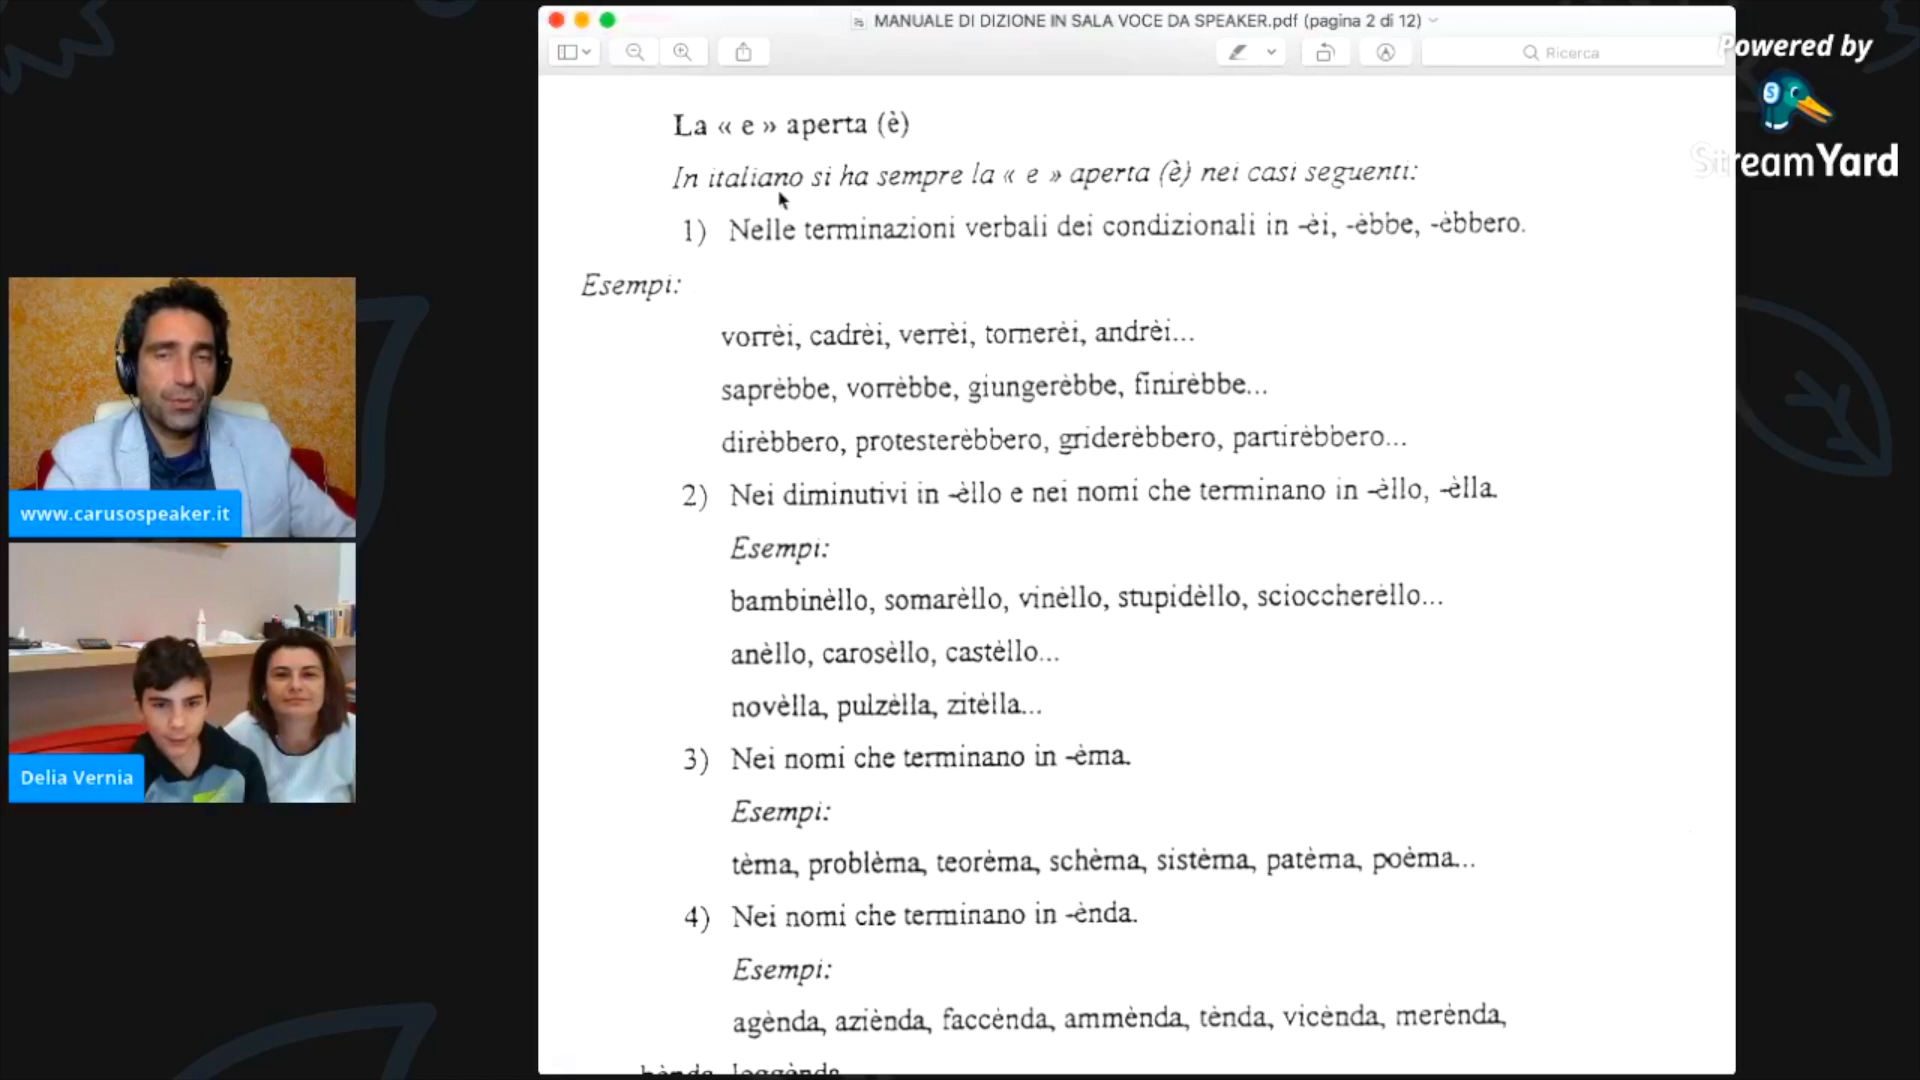 MANUALE DI DIZIONE IN SALA VOCE DA SPEAKER.pdf (pagina 2 di 12)
Ricerca
Powered by
StreamYard
La « e » aperta (è)
In italiano si ha sempre la « e » aperta (è) nei casi seguenti:
1) Nelle terminazioni verbali dei condizionali in -èi, -èbbe, -èbbero.
Esempi:
vorrèi, cadrèi, verrèi, tornerèi, andrèi...
saprèbbe, vorrèbbe, giungerèbbe, finirèbbe...
dirèbbero, protesterèbbero, griderèbbero, partirèbbero...
2) Nei diminutivi in -èllo e nei nomi che terminano in -èllo, -èlla.
Esempi:
bambinèllo, somarèllo, vinèllo, stupidèllo, scioccherèllo...
anèllo, carosèllo, castèllo...
novèlla, pulzèlla, zitèlla...
3) Nei nomi che terminano in -èma.
Esempi:
tèma, problèma, teorèma, schèma, sistèma, patèma, poèma...
4) Nei nomi che terminano in -ènda.
Esempi:
agènda, aziènda, faccènda, ammènda, tènda, vicènda, merènda,
bènda, leggènda
www.carusospeaker.it
Delia Vernia